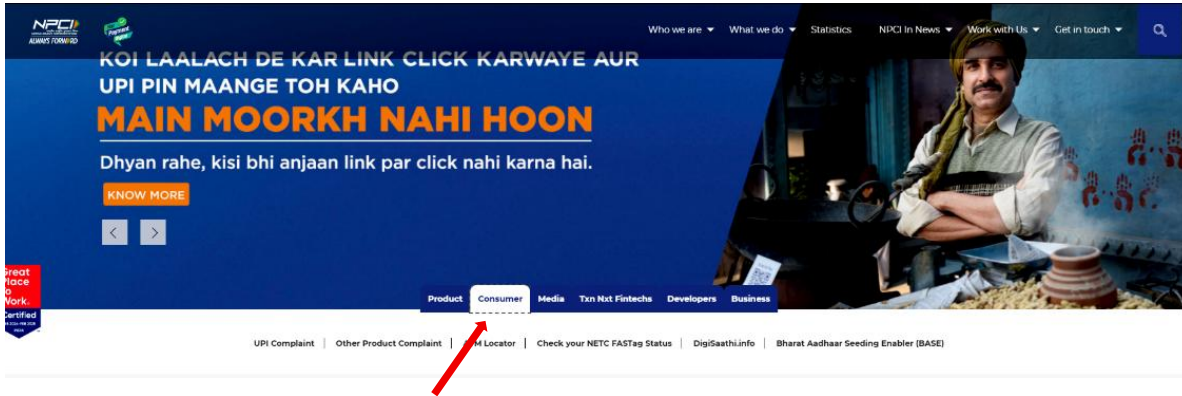 NPCI
ALWAYS FORWARD
Who we are
What we do
Statistics
NPCI In News
Work with Us
Get in touch
KOI LAALACH DE KAR LINK CLICK KARWAYE AUR
UPI PIN MAANGE TOH KAHO
MAIN MOORKH NAHI HOON
Dhyan rahe, kisi bhi anjaan link par click nahi karna hai.
KNOW MORE
Great
Place
To
Work.
Certified
Product
Consumer
Media
Txn Nxt Fintechs
Developers
Business
UPI Complaint | Other Product Complaint | ATM Locator | Check your NETC FASTag Status | DigiSaathi.info | Bharat Aadhaar Seeding Enabler (BASE)